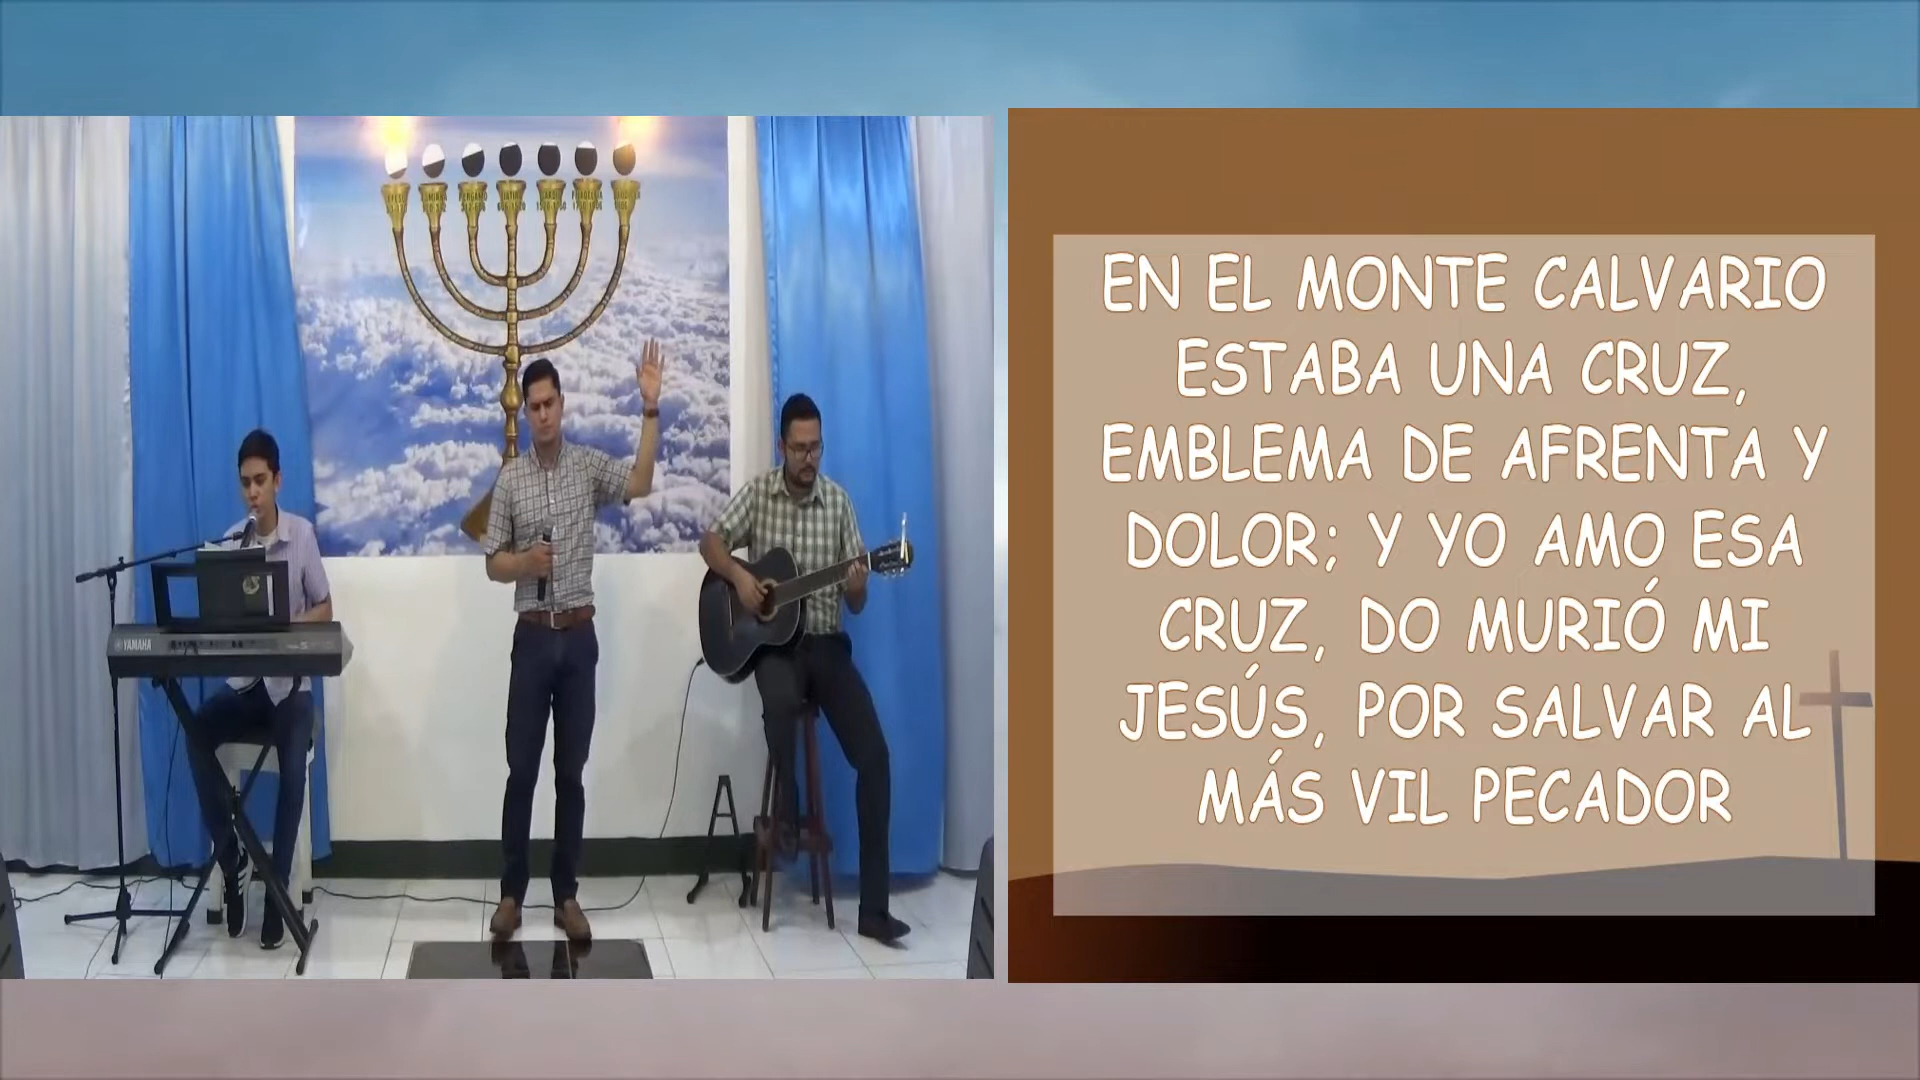 EN EL MONTE CALVARIO
ESTABA UNA CRUZ,
EMBLEMA DE AFRENTA Y
DOLOR; Y YO AMO ESA
CRUZ, DO MURIÓ MI
JESÚS, POR SALVAR AL
MÁS VIL PECADOR
YAMAHA